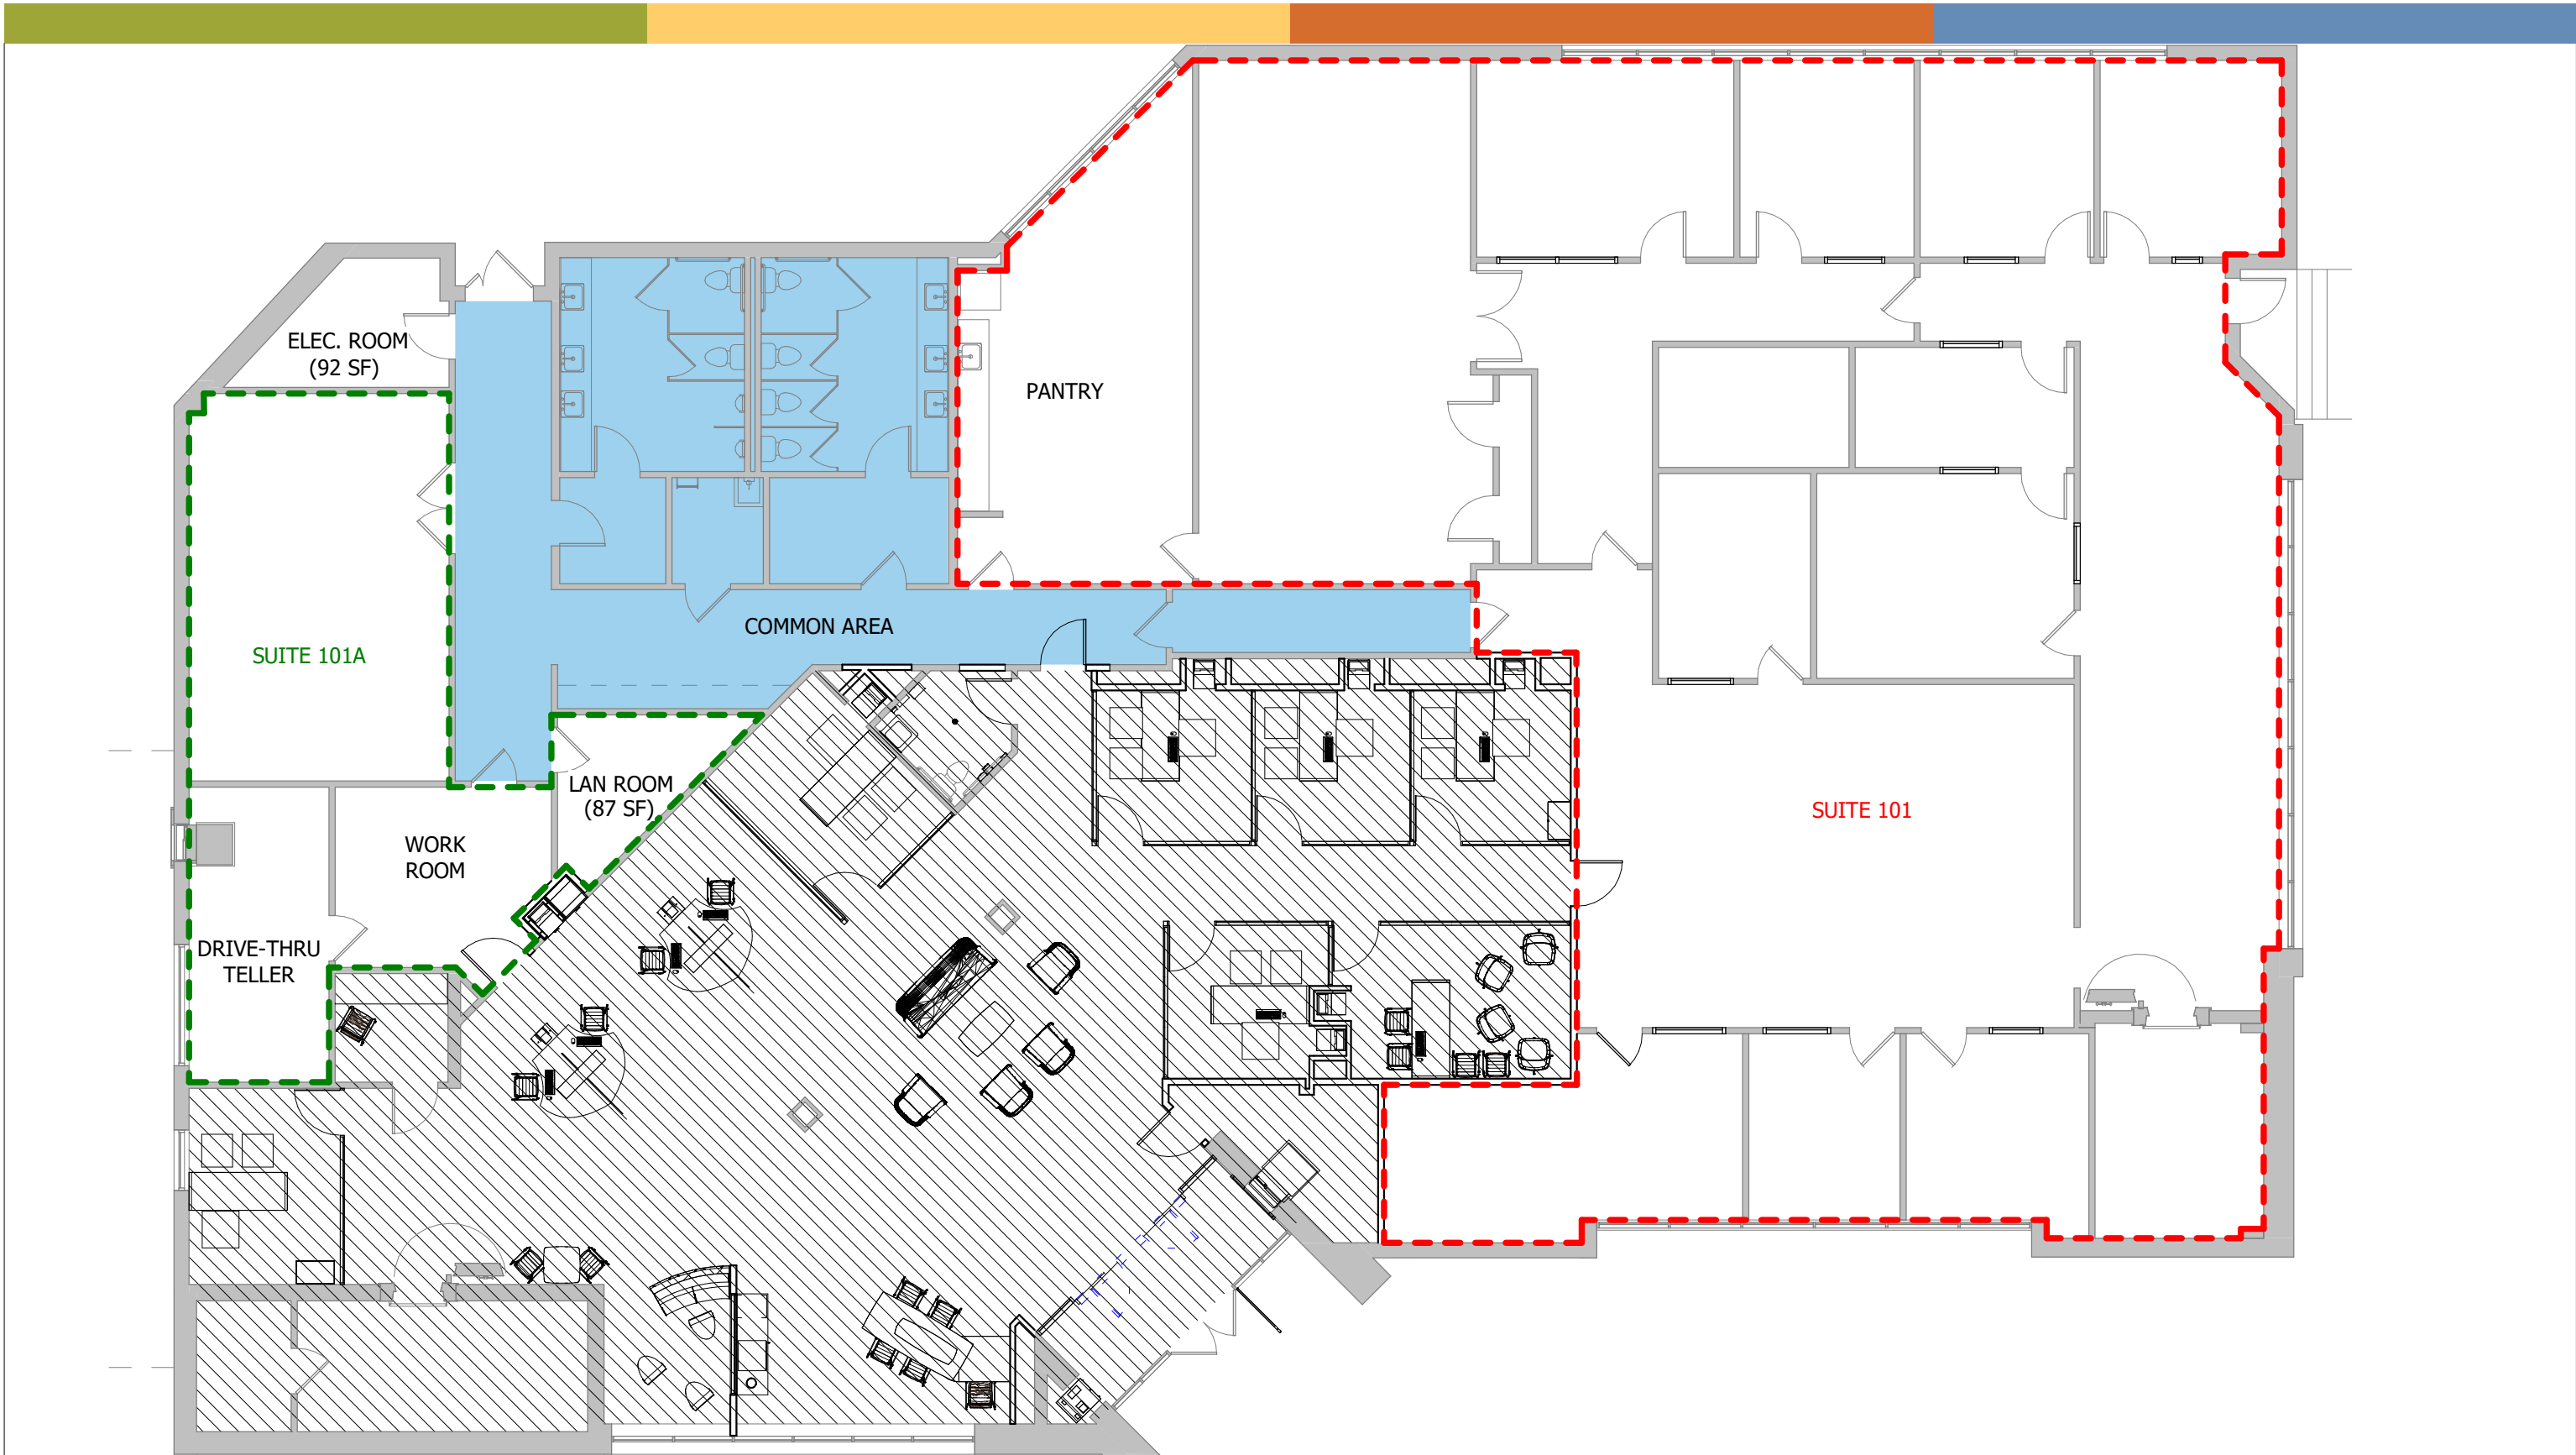 ELEC. ROOM
(92 SF)
PANTRY
COMMON AREA
SUITE 101A
LAN ROOM
(87 SF)
SUITE 101
WORK
ROOM
DRIVE-THRU
TELLER